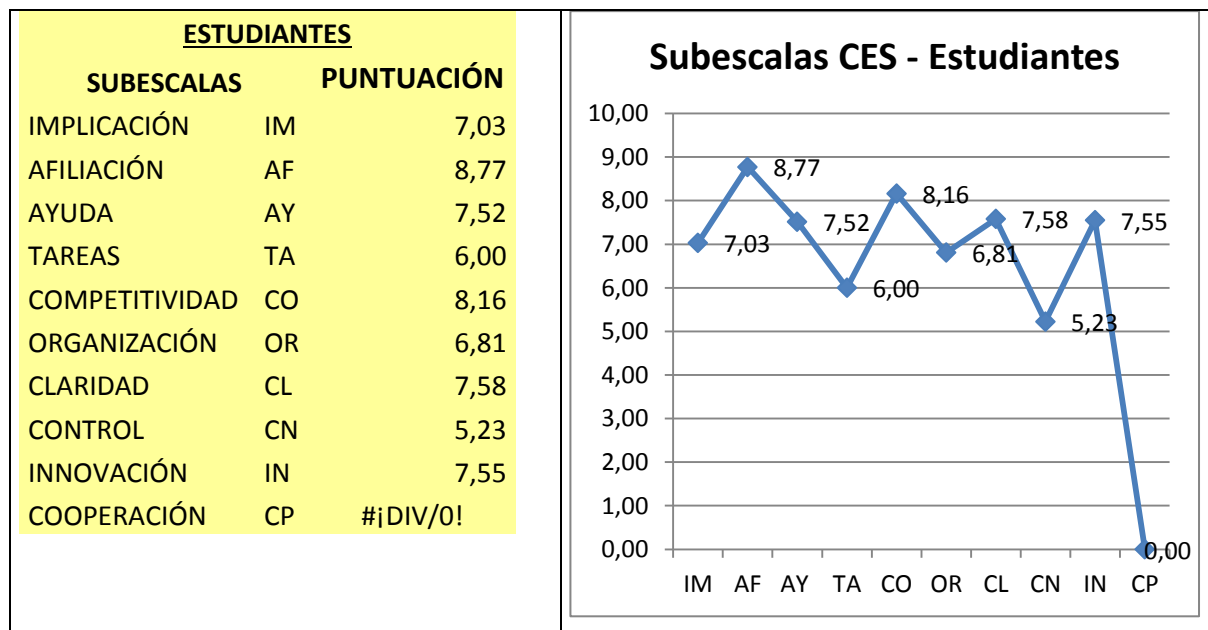 ESTUDIANTES
SUBESCALAS PUNTUACIÓN
IMPLICACIÓN IM 7,03
AFILIACIÓN AF 8,77
AYUDA AY 7,52
TAREAS TA 6,00
COMPETITIVIDAD CO 8,16
ORGANIZACIÓN OR 6,81
CLARIDAD CL 7,58
CONTROL CN 5,23
INNOVACIÓN IN 7,55
COOPERACIÓN CP #¡DIV/0!
Subescalas CES - Estudiantes
10,00
9,00
8,00
7,00
6,00
5,00
4,00
3,00
2,00
1,00
0,00
7,03
8,77
7,52
6,00
8,16
6,81
7,58
5,23
7,55
0,00
IM AF AY TA CO OR CL CN IN CP